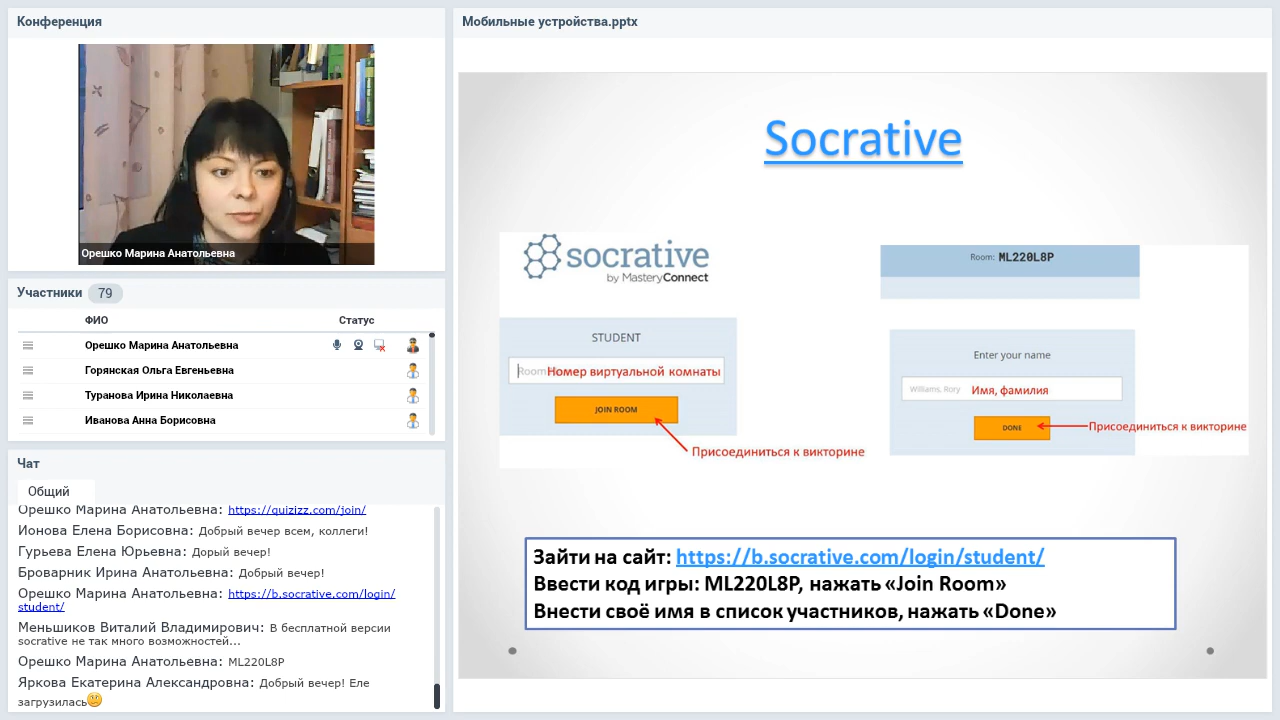 Конференция
Орешко Марина Анатольевна
Участники 79
ФИО Статус
Орешко Марина Анатольевна
Горянская Ольга Евгеньевна
Туранова Ирина Николаевна
Иванова Анна Борисовна
Чат
Общий
Орешко Марина Анатольевна: https://quizizz.com/join/
Ионова Елена Борисовна: Добрый вечер всем, коллеги!
Гурьева Елена Юрьевна: Дорый вечер!
Броварник Ирина Анатольевна: Добрый вечер!
Орешко Марина Анатольевна: https://b.socrative.com/login/
student/
Меньшиков Виталий Владимирович: В бесплатной версии
socrative не так много возможностей...
Орешко Марина Анатольевна: ML220L8P
Яркова Екатерина Александровна: Добрый вечер! Еле
загрузилась
Мобильные устройства.pptx
Socrative
socrative
by MasteryConnect
STUDENT
Room Номер виртуальной комнаты
JOIN ROOM
Присоединиться к викторине
Room: ML220L8P
Enter your name
Williams, Rory Имя, фамилия
DONE
Присоединиться к викторине
Зайти на сайт: https://b.socrative.com/login/student/
Ввести код игры: ML220L8P, нажать «Join Room»
Внести своё имя в список участников, нажать «Done»